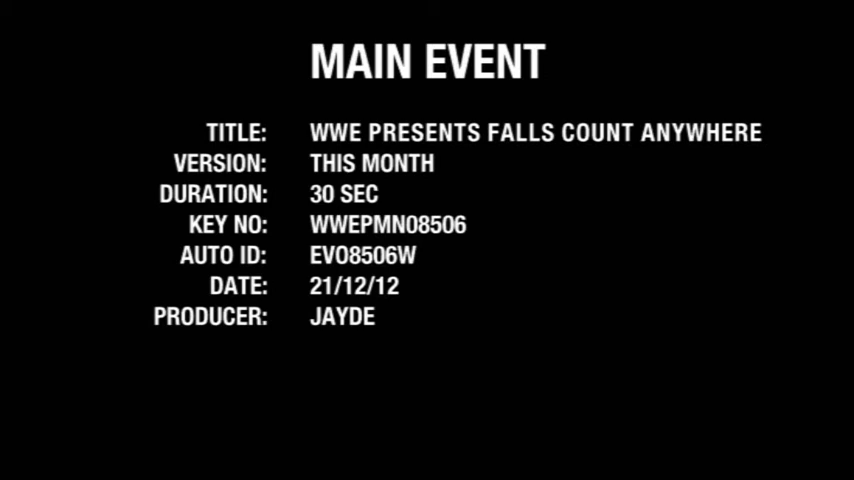 MAIN EVENT
TITLE: WWE PRESENTS FALLS COUNT ANYWHERE
VERSION: THIS MONTH
DURATION: 30 SEC
KEY NO: WWEPMN08506
AUTO ID: EVO8506W
DATE: 21/12/12
PRODUCER: JAYDE